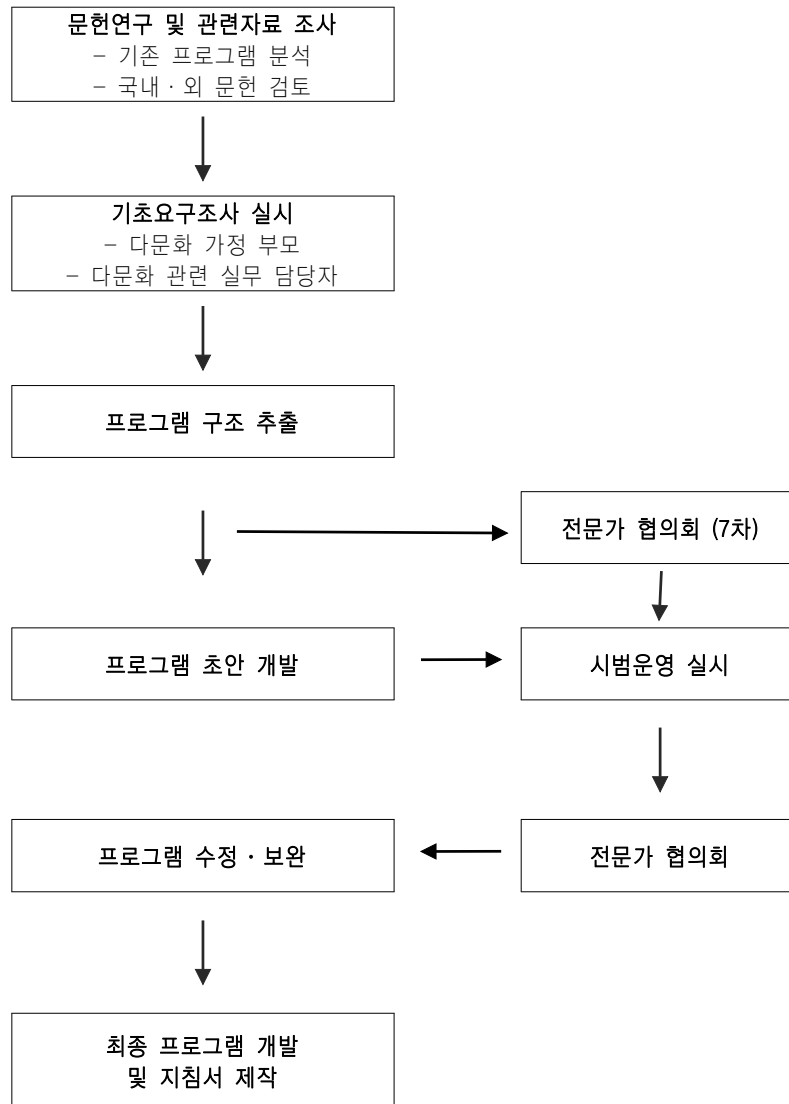 문헌연구 및 관련자료 조사
- 기존 프로그램 분석
- 국내·외 문헌 검토
기초요구조사 실시
- 다문화 가정 부모
- 다문화 관련 실무 담당자
프로그램 구조 추출
전문가 협의회 (7차)
프로그램 초안 개발
시범운영 실시
프로그램 수정·보완
전문가 협의회
최종 프로그램 개발
및 지침서 제작